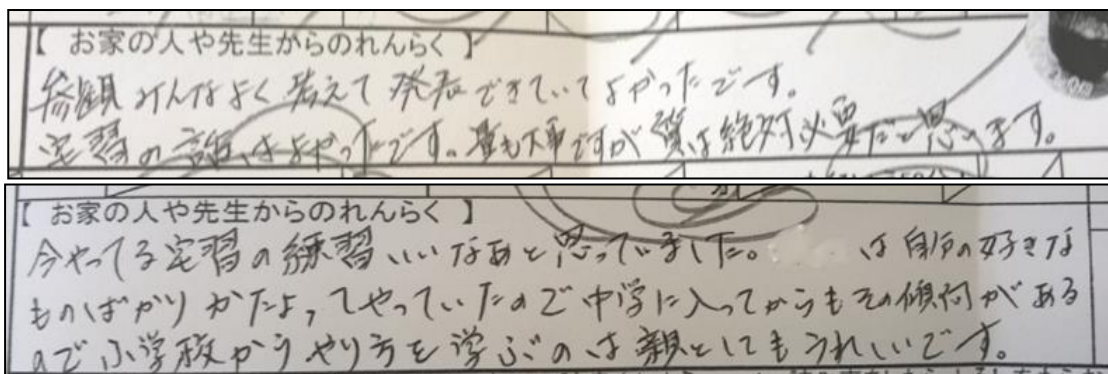 【 お家の人や先生からのれんらく 】
参観みんなよく考えて発表できていてよかったです。
宅習の話はよかったです。量も大事ですが質は絶対必要だと思います。
【 お家の人や先生からのれんらく 】
今やってる宅習の練習いいなあと思っていました。 は自分の好きな
ものばかりかたよってやっていたので中学に入ってからもその傾向がある
ので小学校からやり方を学ぶのは親としてもうれしいです。